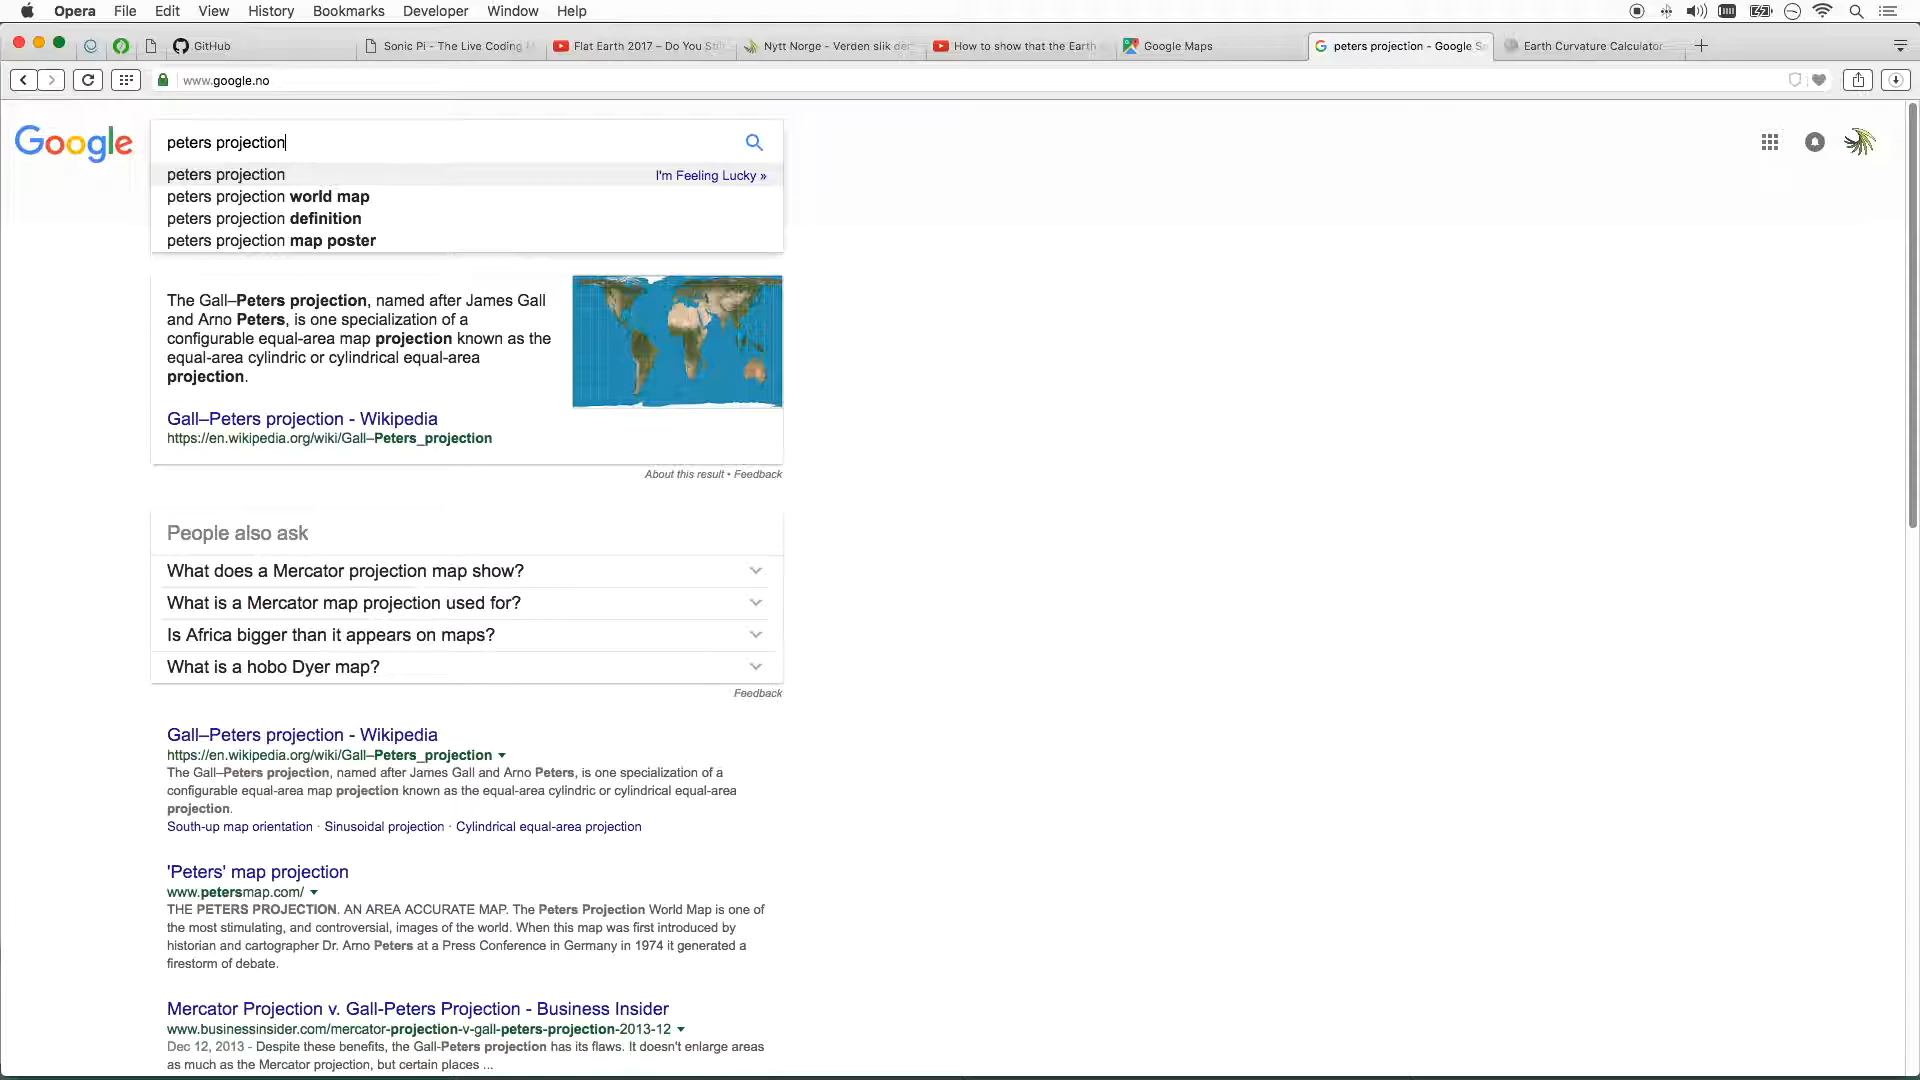 Opera File Edit View History Bookmarks Developer Window Help
GitHub
Sonic Pi - The Live Coding
Flat Earth 2017 – Do You Still
Nytt Norge - Verden slik de
How to show that the Earth
Google Maps
peters projection - Google S
Earth Curvature Calculator
www.google.no
Google
peters projection
peters projection
I'm Feeling Lucky »
peters projection world map
peters projection definition
peters projection map poster
The Gall–Peters projection, named after James Gall
and Arno Peters, is one specialization of a
configurable equal-area map projection known as the
equal-area cylindric or cylindrical equal-area
projection.
Gall–Peters projection - Wikipedia
https://en.wikipedia.org/wiki/Gall–Peters_projection
About this result • Feedback
People also ask
What does a Mercator projection map show?
What is a Mercator map projection used for?
Is Africa bigger than it appears on maps?
What is a hobo Dyer map?
Feedback
Gall–Peters projection - Wikipedia
https://en.wikipedia.org/wiki/Gall–Peters_projection
The Gall–Peters projection, named after James Gall and Arno Peters, is one specialization of a
configurable equal-area map projection known as the equal-area cylindric or cylindrical equal-area
projection.
South-up map orientation · Sinusoidal projection · Cylindrical equal-area projection
'Peters' map projection
www.petersmap.com/
THE PETERS PROJECTION. AN AREA ACCURATE MAP. The Peters Projection World Map is one of
the most stimulating, and controversial, images of the world. When this map was first introduced by
historian and cartographer Dr. Arno Peters at a Press Conference in Germany in 1974 it generated a
firestorm of debate.
Mercator Projection v. Gall-Peters Projection - Business Insider
www.businessinsider.com/mercator-projection-v-gall-peters-projection-2013-12
Dec 12, 2013 - Despite these benefits, the Gall-Peters projection has its flaws. It doesn't enlarge areas
as much as the Mercator projection, but certain places ...